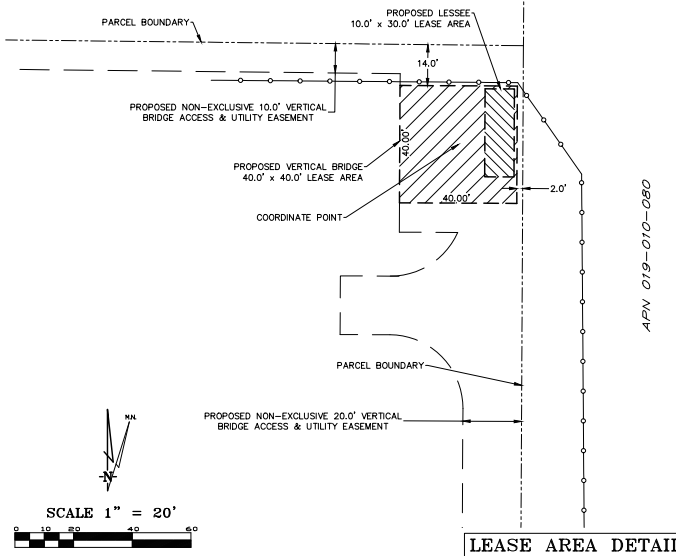 PARCEL BOUNDARY
PROPOSED LESSEE
10.0' x 30.0' LEASE AREA
14.0'
PROPOSED NON-EXCLUSIVE 10.0' VERTICAL
BRIDGE ACCESS & UTILITY EASEMENT
40.00'
PROPOSED VERTICAL BRIDGE
40.0' x 40.0' LEASE AREA
40.00'
2.0'
COORDINATE POINT
APN 019-010-080
PARCEL BOUNDARY
PROPOSED NON-EXCLUSIVE 20.0' VERTICAL
BRIDGE ACCESS & UTILITY EASEMENT
M.N.
N
SCALE 1" = 20'
0 10 20 40 60
LEASE AREA DETAIL